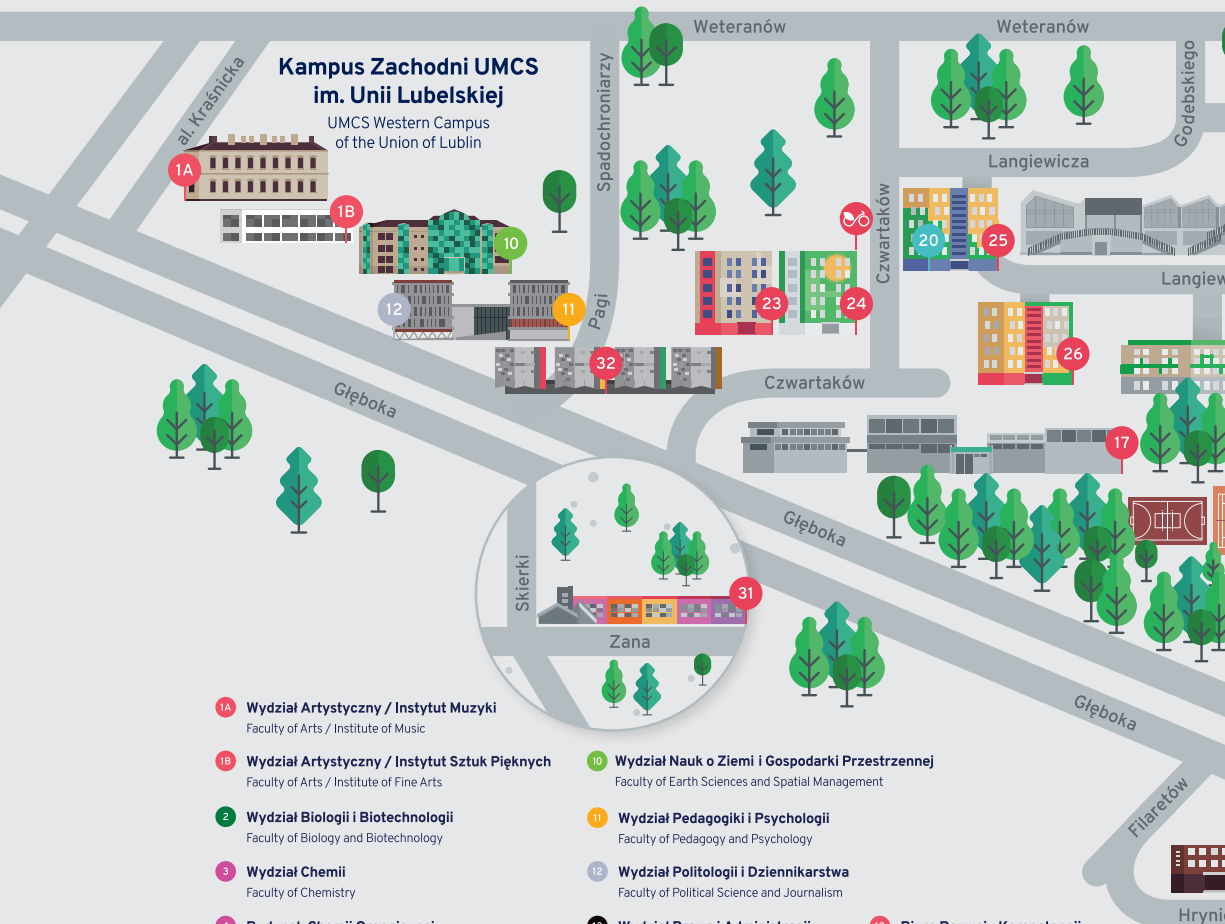 Weteranów
Weteranów
al. Kraśnicka
Kampus Zachodni UMCS
im. Unii Lubelskiej
UMCS Western Campus
of the Union of Lublin
Spadochroniarzy
Godebskiego
Langiewicza
1A
1B
10
Czwartaków
20
25
Langiew
12
11
Pagi
23
24
32
26
Czwartaków
Głęboka
17
Głęboka
Skierki
31
Zana
Głęboka
Filaretów
1A Wydział Artystyczny / Instytut Muzyki
Faculty of Arts / Institute of Music
1B Wydział Artystyczny / Instytut Sztuk Pięknych
Faculty of Arts / Institute of Fine Arts
2 Wydział Biologii i Biotechnologii
Faculty of Biology and Biotechnology
3 Wydział Chemii
Faculty of Chemistry
10 Wydział Nauk o Ziemi i Gospodarki Przestrzennej
Faculty of Earth Sciences and Spatial Management
11 Wydział Pedagogiki i Psychologii
Faculty of Pedagogy and Psychology
12 Wydział Politologii i Dziennikarstwa
Faculty of Political Science and Journalism
Hrynie